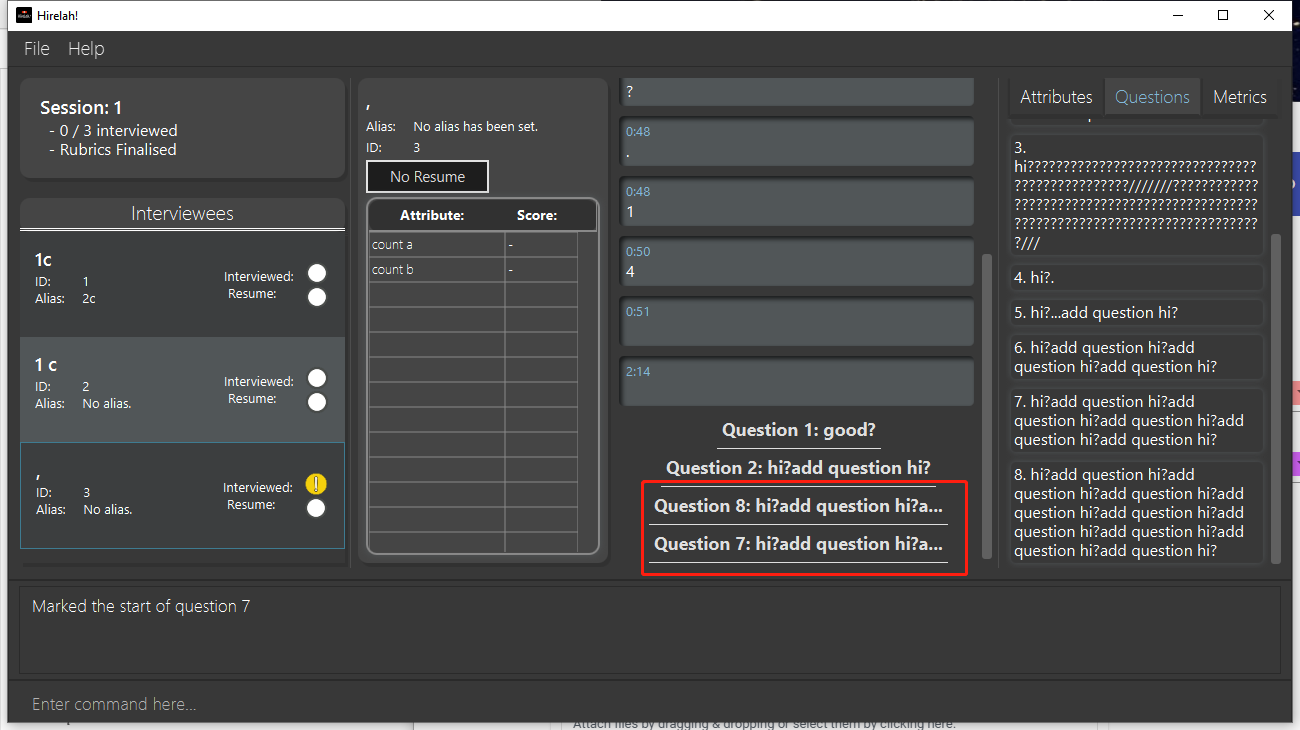 Hirelah!
File Help
Session: 1
- 0 / 3 interviewed
- Rubrics Finalised
Interviewees
1c
ID: 1
Alias: 2c
Interviewed:
Resume:
1 c
ID: 2
Alias: No alias.
Interviewed:
Resume:
,
ID: 3
Alias: No alias.
Interviewed: !
Resume:
,
Alias: No alias has been set.
ID: 3
No Resume
Attribute: Score:
count a -
count b -
?
0:48
.
0:48
1
0:50
4
0:51
2:14
Question 1: good?
Question 2: hi?add question hi?
Question 8: hi?add question hi?a...
Question 7: hi?add question hi?a...
Attributes Questions Metrics
3.
hi????????????????????????????????
????????????????///////????????????
??????????????????????????????????
??????????????????????????????????
?///
4. hi?.
5. hi?...add question hi?
6. hi?add question hi?add
question hi?add question hi?
7. hi?add question hi?add
question hi?add question hi?add
question hi?add question hi?
8. hi?add question hi?add
question hi?add question hi?add
question hi?add question hi?add
question hi?add question hi?add
question hi?add question hi?
Marked the start of question 7
Enter command here...
Attach files by dragging & dropping or select them by clicking here.